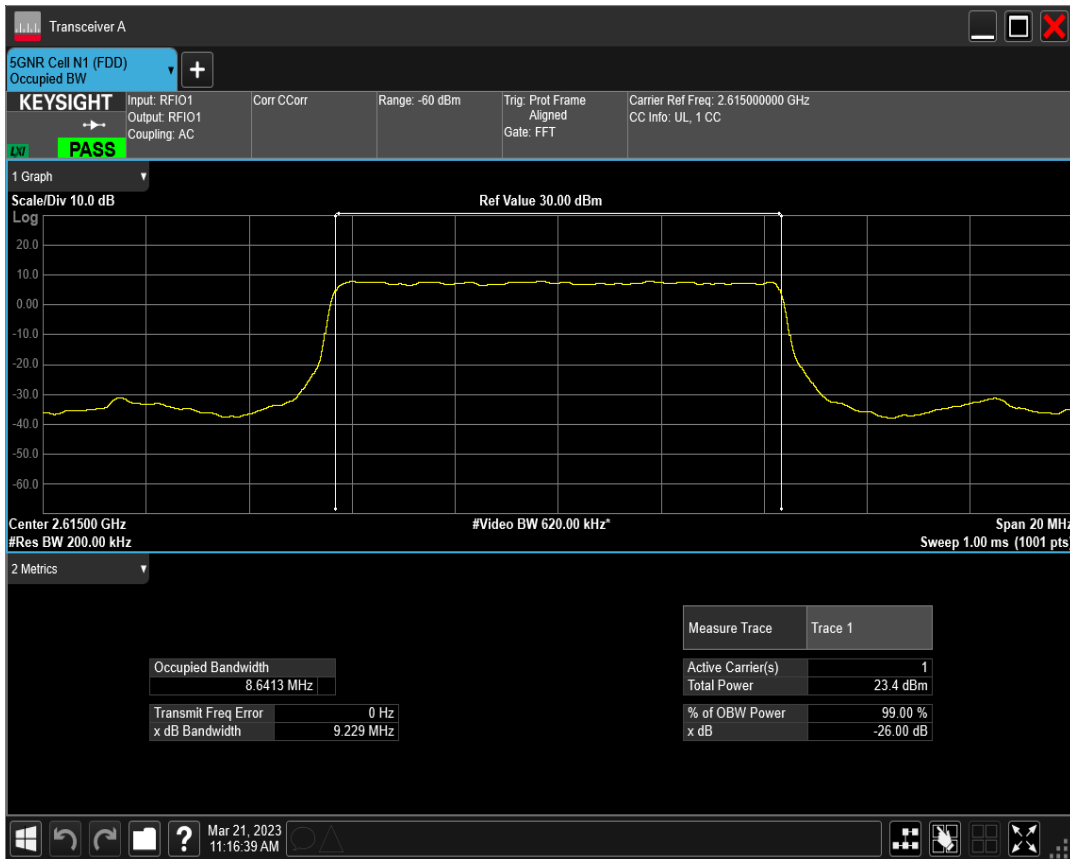 Transceiver A
5GNR Cell N1 (FDD)
Occupied BW
+
KEYSIGHT
LXI
PASS
Input: RFIO1
Output: RFIO1
Coupling: AC
Corr CCorr
Range: -60 dBm
Trig: Prot Frame
Aligned
Gate: FFT
Carrier Ref Freq: 2.615000000 GHz
CC Info: UL, 1 CC
1 Graph
Scale/Div 10.0 dB
Ref Value 30.00 dBm
Log
20.0
10.0
0.00
-10.0
-20.0
-30.0
-40.0
-50.0
-60.0
Center 2.61500 GHz
#Video BW 620.00 kHz*
Span 20 MHz
#Res BW 200.00 kHz
Sweep 1.00 ms (1001 pts)
2 Metrics
Measure Trace Trace 1
Occupied Bandwidth
8.6413 MHz
Active Carrier(s) 1
Total Power 23.4 dBm
Transmit Freq Error 0 Hz
x dB Bandwidth 9.229 MHz
% of OBW Power 99.00 %
x dB -26.00 dB
?
Mar 21, 2023
11:16:39 AM